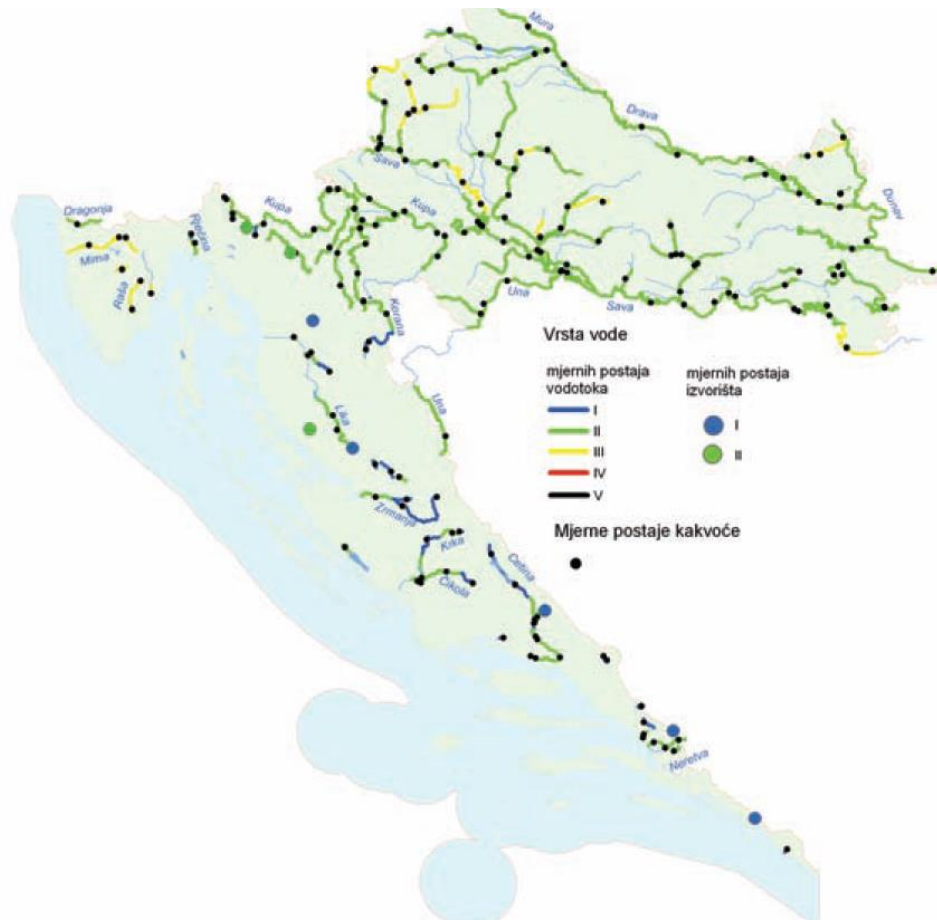 Mura
Drava
Sava
Dunav
Kupa
Kupa
Dragonja
Rječina
Mirna
Raša
Korana
Una
Sava
Una
Lika
Zrmanja
Krka
Čikola
Cetina
Neretva
Vrsta vode
mjernih postaja
vodotoka
I
II
III
IV
V
mjernih postaja
izvorišta
I
II
Mjerne postaje kakvoće